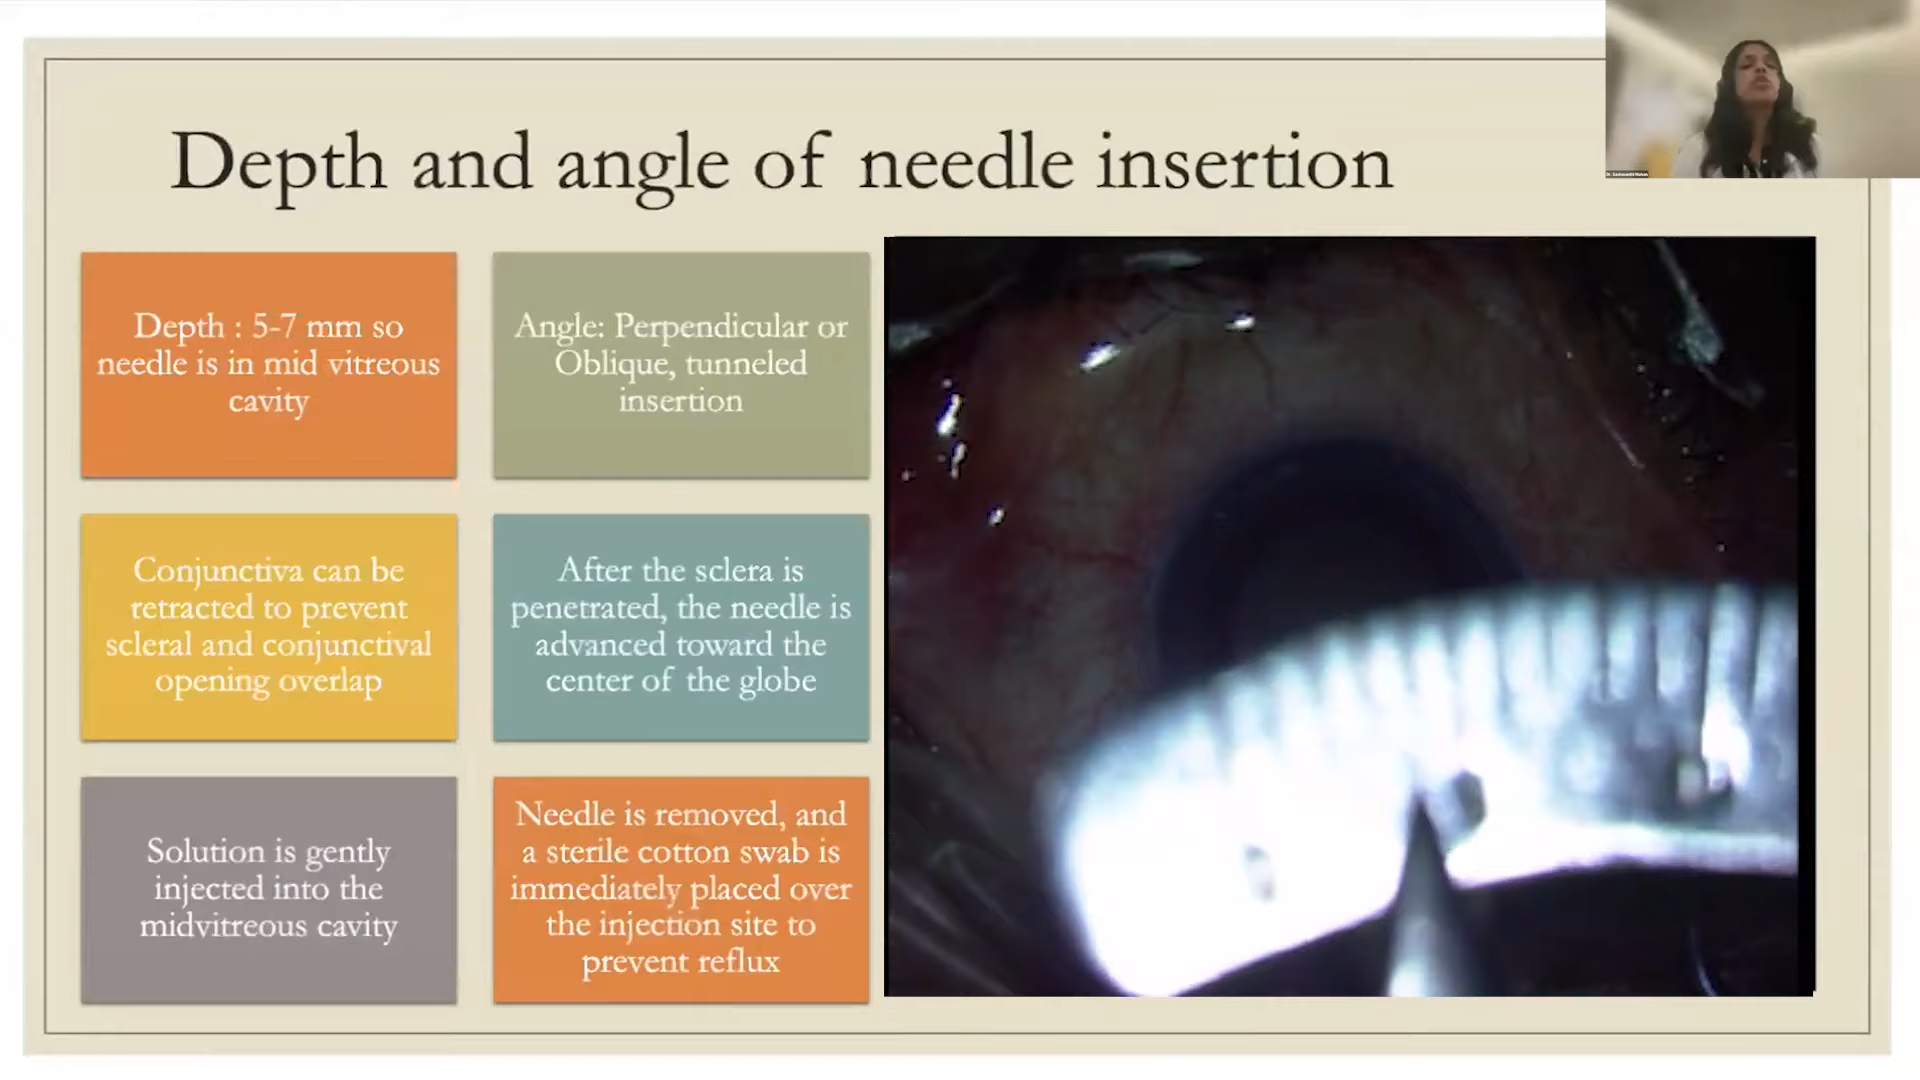 Depth and angle of needle insertion
Depth : 5-7 mm so
needle is in mid vitreous
cavity
Angle: Perpendicular or
Oblique, tunneled
insertion
Conjunctiva can be
retracted to prevent
scleral and conjunctival
opening overlap
After the sclera is
penetrated, the needle is
advanced toward the
center of the globe
Solution is gently
injected into the
midvitreous cavity
Needle is removed, and
a sterile cotton swab is
immediately placed over
the injection site to
prevent reflux